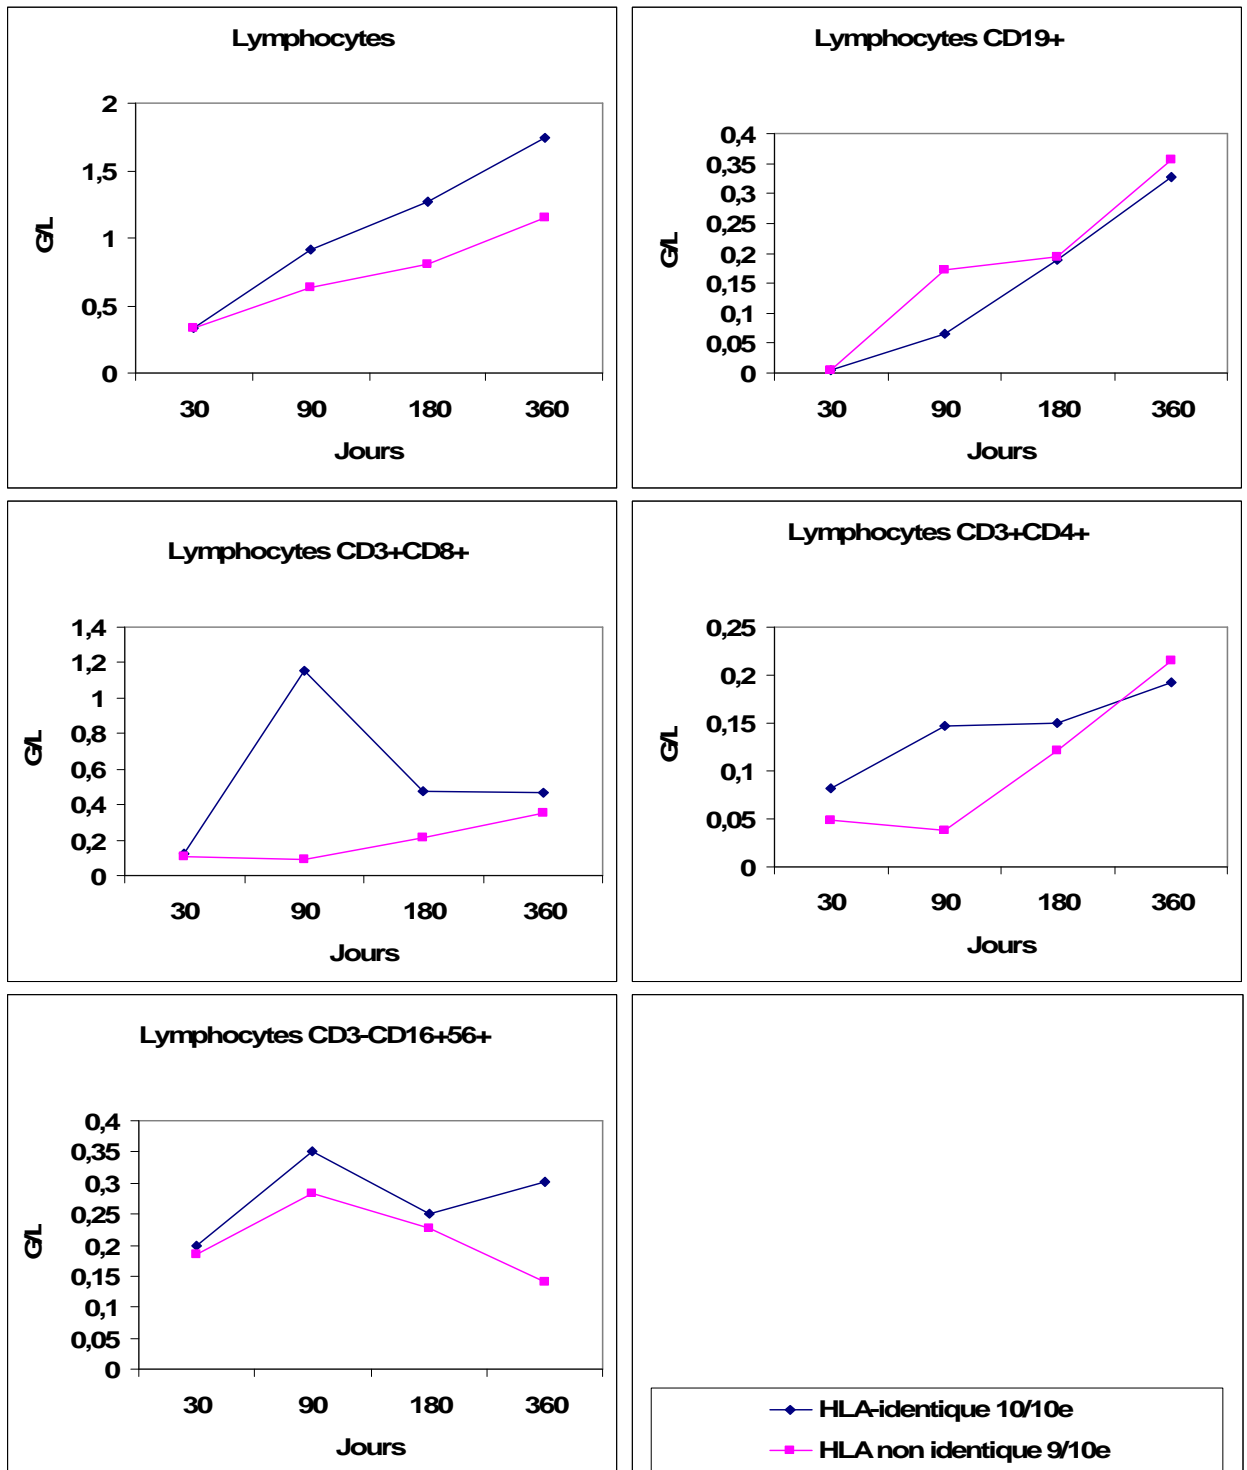 Lymphocytes
2
1,5
1
0,5
0
G/L
30 90 180 360
Jours
Lymphocytes CD19+
0,4
0,35
0,3
0,25
0,2
0,15
0,1
0,05
0
G/L
30 90 180 360
Jours
Lymphocytes CD3+CD8+
1,4
1,2
1
0,8
0,6
0,4
0,2
0
G/L
30 90 180 360
Jours
Lymphocytes CD3+CD4+
0,25
0,2
0,15
0,1
0,05
0
G/L
30 90 180 360
Jours
Lymphocytes CD3-CD16+56+
0,4
0,35
0,3
0,25
0,2
0,15
0,1
0,05
0
G/L
30 90 180 360
Jours
HLA-identique 10/10e
HLA non identique 9/10e